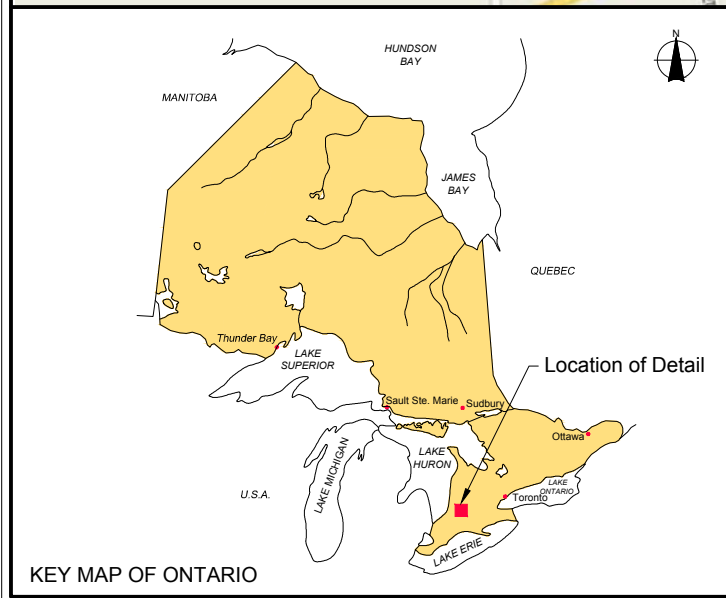 N
HUNDSON
BAY
MANITOBA
JAMES
BAY
QUEBEC
Thunder Bay
LAKE
SUPERIOR
Location of Detail
Sault Ste. Marie
Sudbury
Ottawa
LAKE
HURON
LAKE MICHIGAN
U.S.A.
LAKE
ONTARIO
Toronto
LAKE ERIE
KEY MAP OF ONTARIO